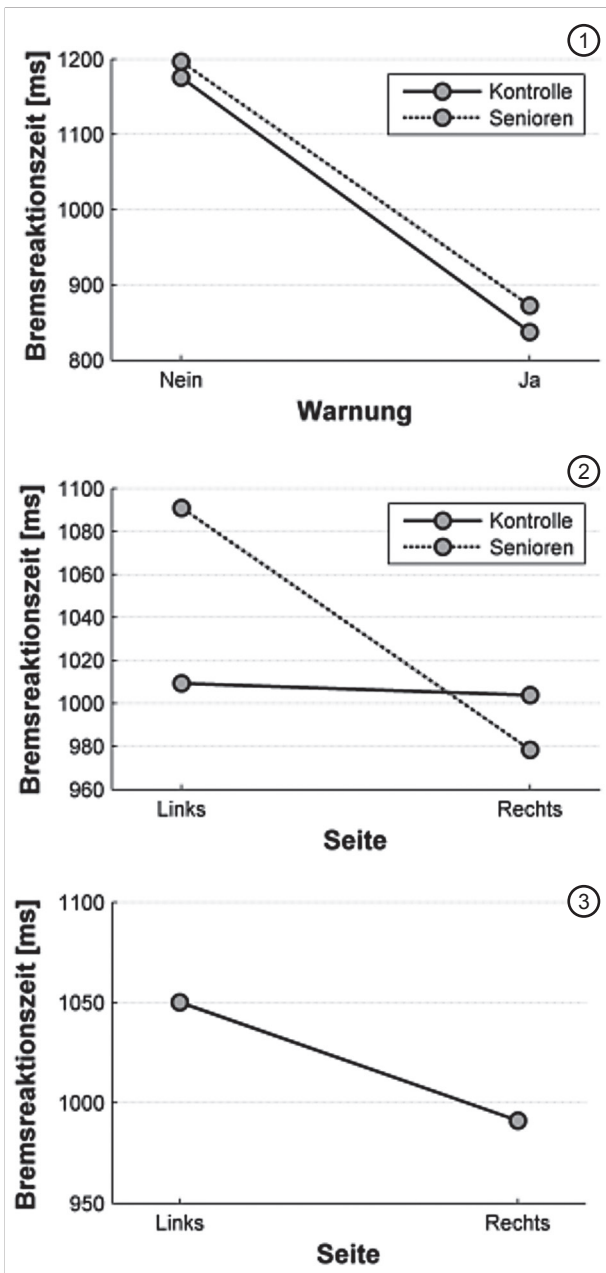 ①
Bremsreaktionszeit [ms]
1200
1100
1000
900
800
Kontrolle
Senioren
Nein
Ja
Warnung
②
Bremsreaktionszeit [ms]
1100
1080
1060
1040
1020
1000
980
960
Kontrolle
Senioren
Links
Rechts
Seite
③
Bremsreaktionszeit [ms]
1100
1050
1000
950
Links
Rechts
Seite